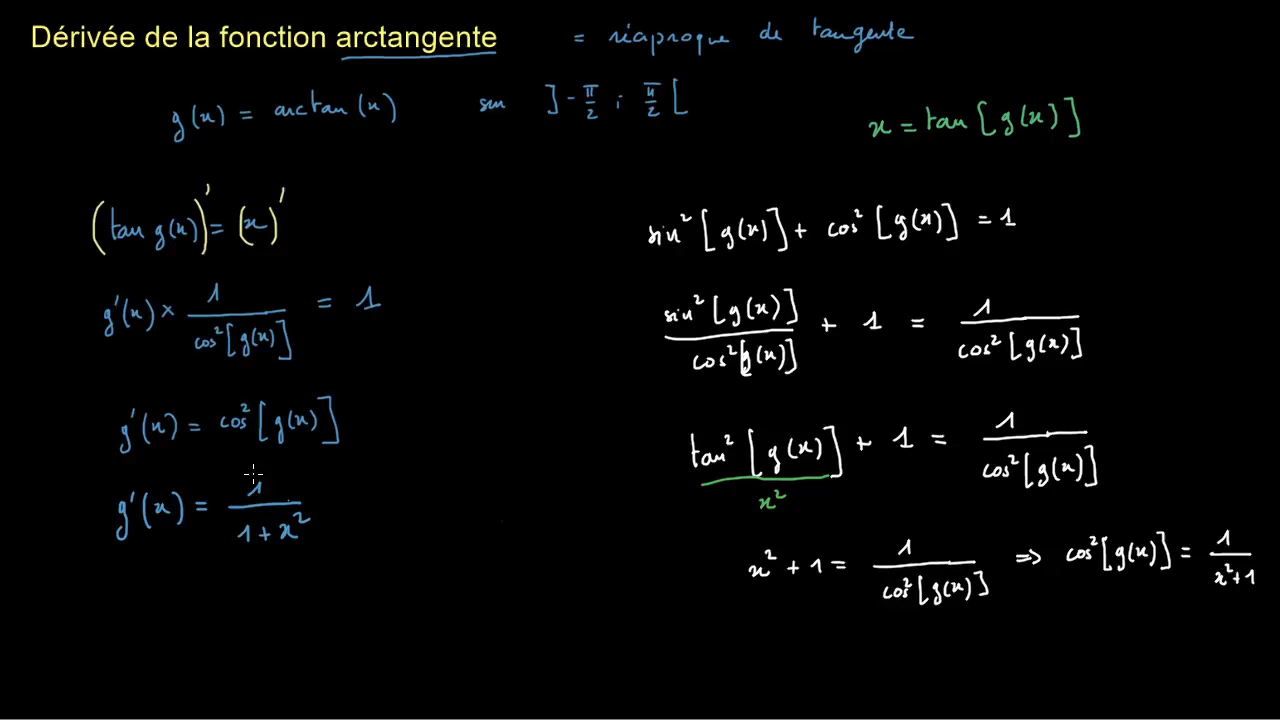 Dérivée de la fonction arctangente = réciproque de tangente
g(x) = arctan(x) sur ]-π/2 ; π/2[
x = tan[g(x)]
(tan g(x))' = (x)'
g'(x) × 1/cos²[g(x)] = 1
g'(x) = cos²[g(x)]
g'(x) = 1/(1+x²)
sin²[g(x)] + cos²[g(x)] = 1
sin²[g(x)]/cos²[g(x)] + 1 = 1/cos²[g(x)]
tan²[g(x)] + 1 = 1/cos²[g(x)]
x²
x² + 1 = 1/cos²[g(x)] ⇒ cos²[g(x)] = 1/(x²+1)